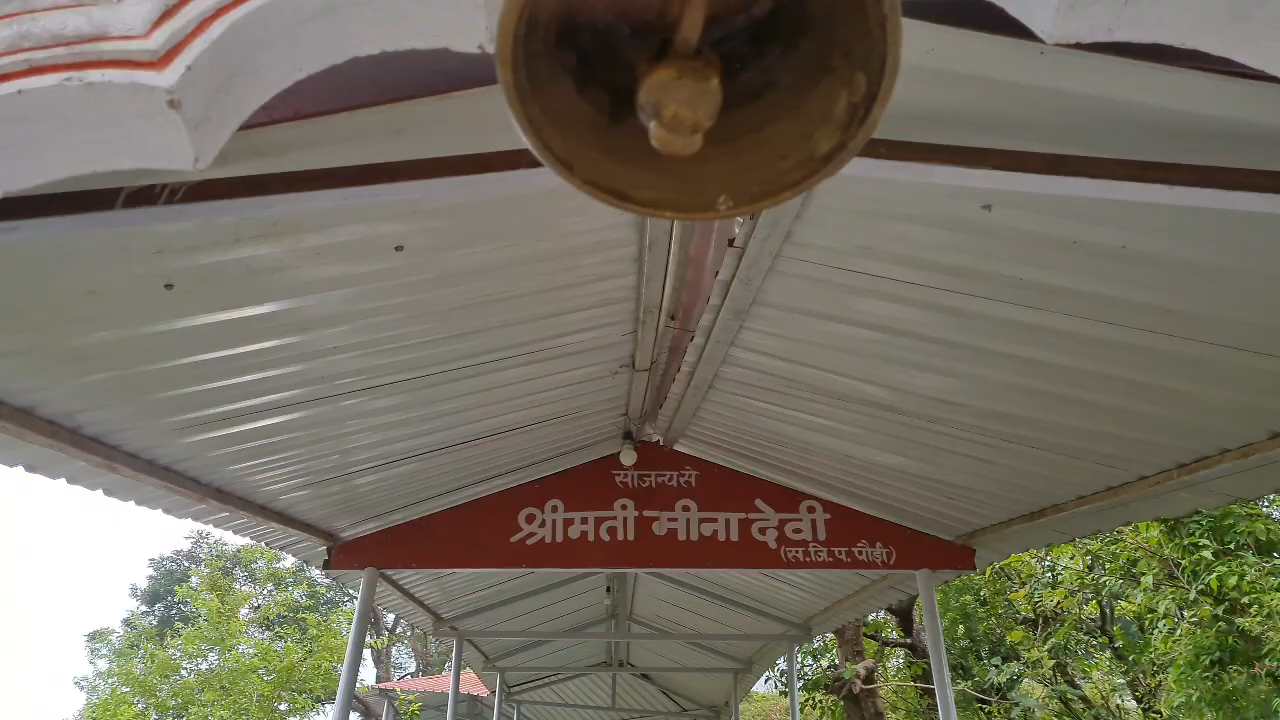 सौजन्य से
श्रीमती मीना देवी
(स.जि.प. पौड़ी)